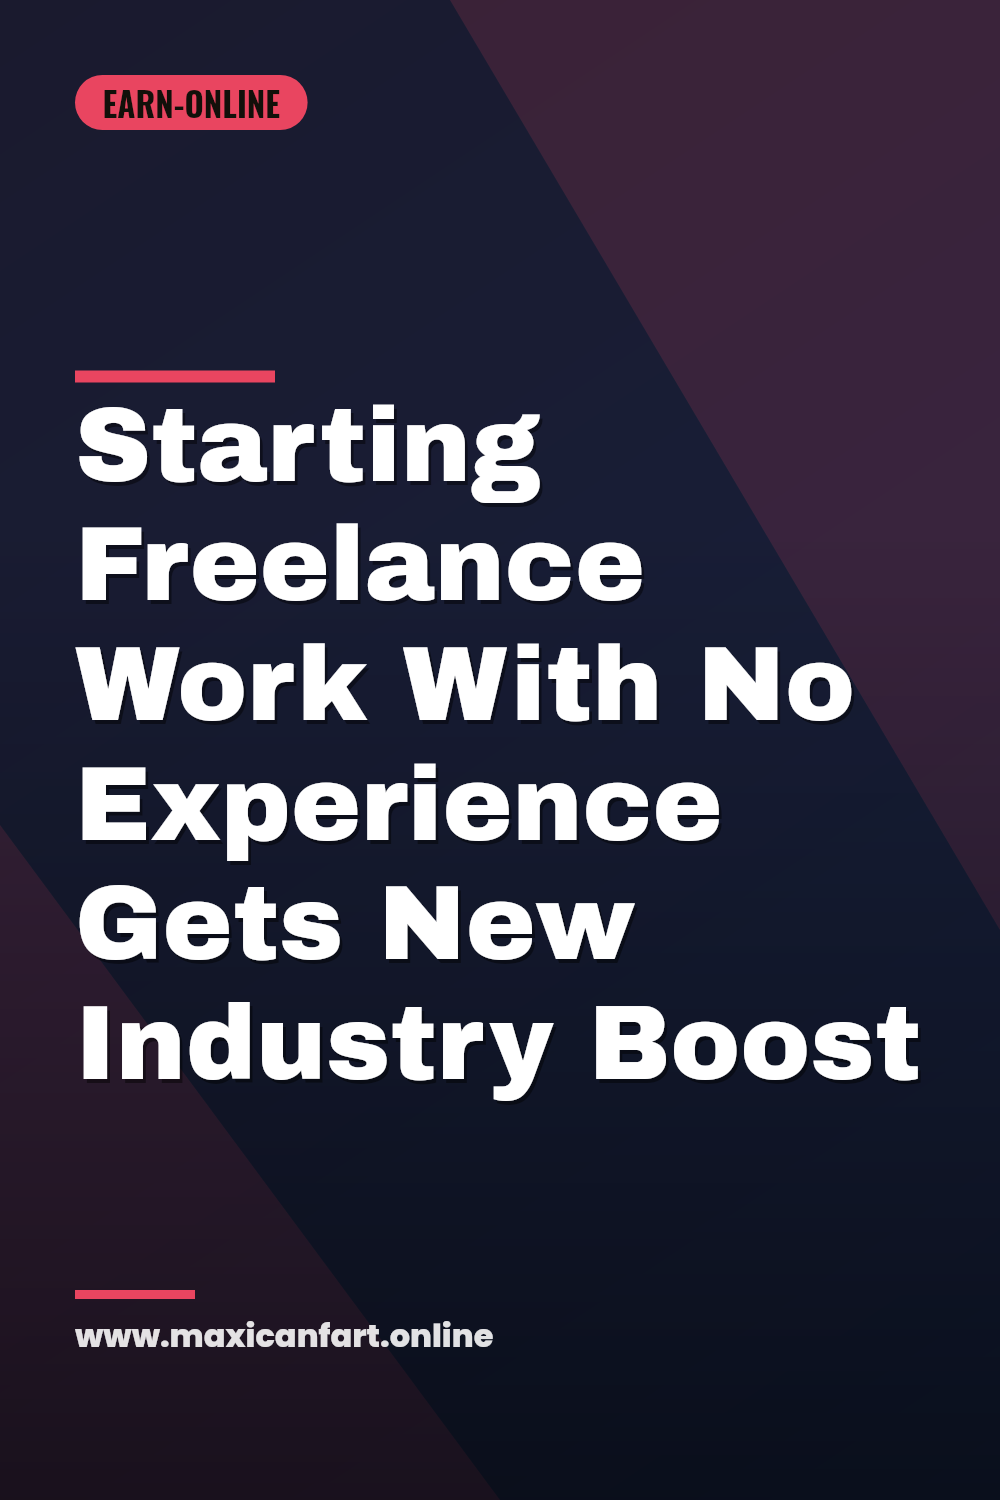 EARN-ONLINE
Starting
Freelance
Work With No
Experience
Gets New
Industry Boost
www.maxicanfart.online